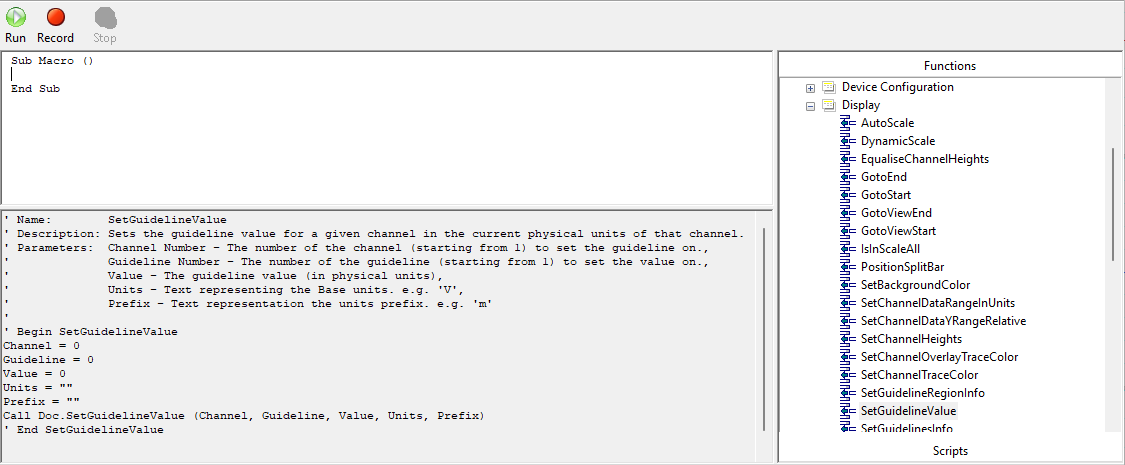 Run Record Stop
Sub Macro ()
End Sub
' Name: SetGuidelineValue
' Description: Sets the guideline value for a given channel in the current physical units of that channel.
' Parameters: Channel Number - The number of the channel (starting from 1) to set the guideline on.,
' Guideline Number - The number of the guideline (starting from 1) to set the value on.,
' Value - The guideline value (in physical units),
' Units - Text representing the Base units. e.g. 'V',
' Prefix - Text representation the units prefix. e.g. 'm'
'
' Begin SetGuidelineValue
Channel = 0
Guideline = 0
Value = 0
Units = ""
Prefix = ""
Call Doc.SetGuidelineValue (Channel, Guideline, Value, Units, Prefix)
' End SetGuidelineValue
Functions
Device Configuration
Display
AutoScale
DynamicScale
EqualiseChannelHeights
GotoEnd
GotoStart
GotoViewEnd
GotoViewStart
IsInScaleAll
PositionSplitBar
SetBackgroundColor
SetChannelDataRangeInUnits
SetChannelDataYRangeRelative
SetChannelHeights
SetChannelOverlayTraceColor
SetChannelTraceColor
SetGuidelineRegionInfo
SetGuidelineValue
SetGuidelinesInfo
Scripts